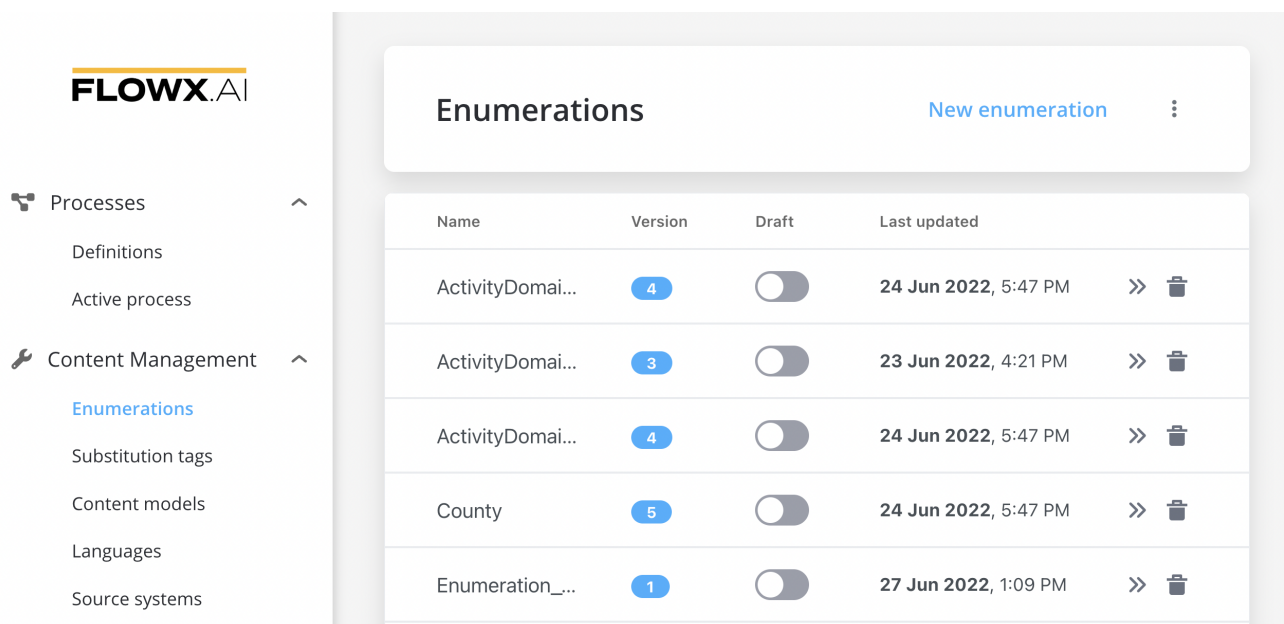 FLOWX.AI
Processes
Definitions
Active process
Content Management
Enumerations
Substitution tags
Content models
Languages
Source systems
Enumerations New enumeration
Name Version Draft Last updated
ActivityDomai... 4 24 Jun 2022, 5:47 PM
ActivityDomai... 3 23 Jun 2022, 4:21 PM
ActivityDomai... 4 24 Jun 2022, 5:47 PM
County 5 24 Jun 2022, 5:47 PM
Enumeration_... 1 27 Jun 2022, 1:09 PM